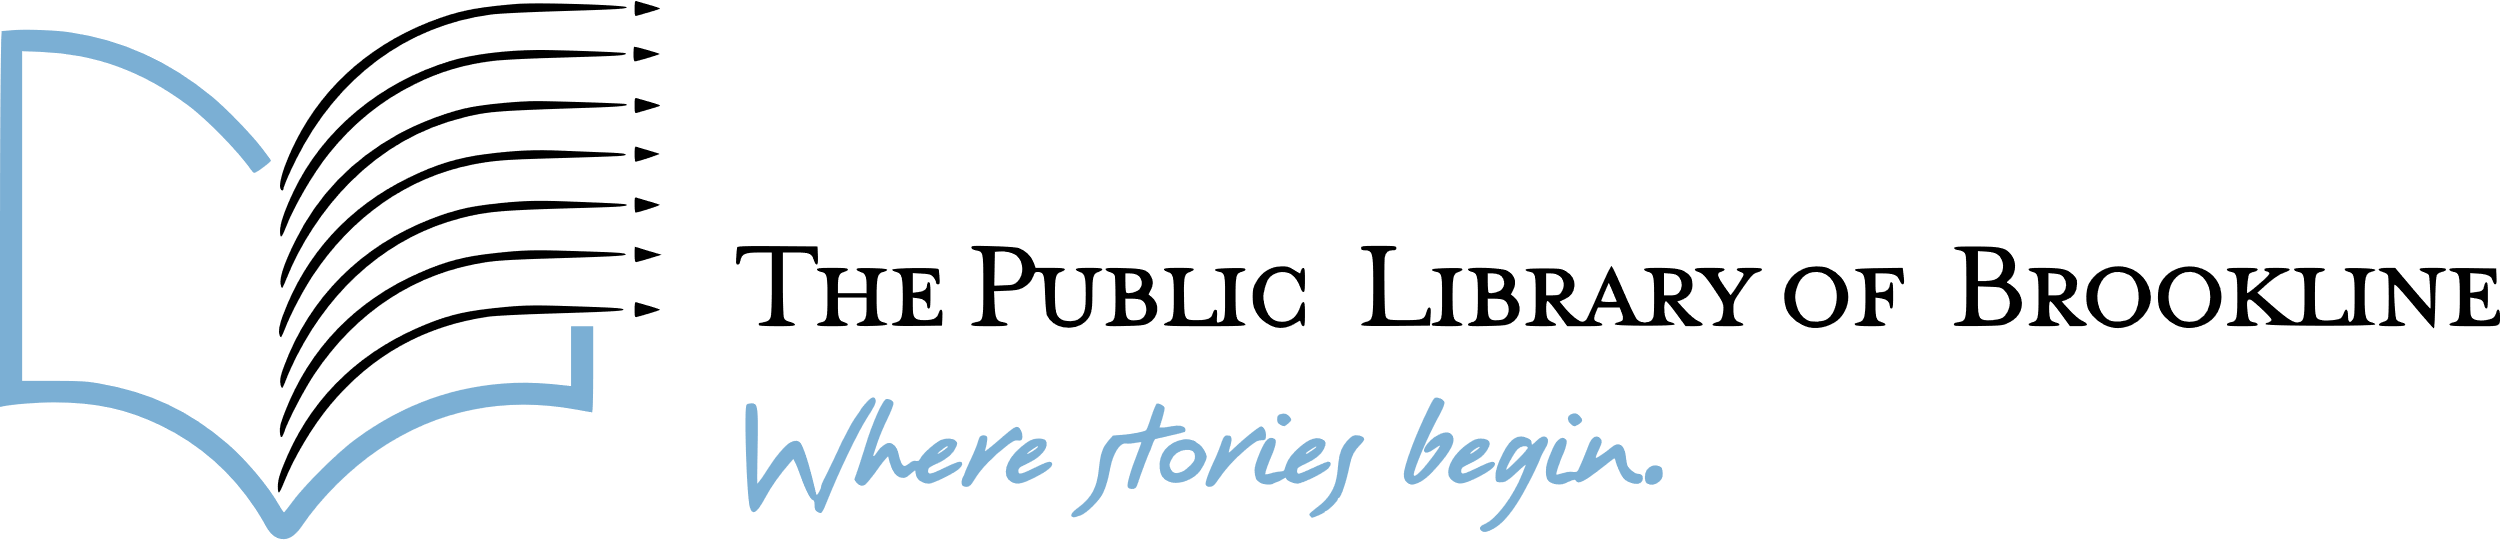 THE PUBLIC LIBRARY OF BROOKLINE
Where stories begin.